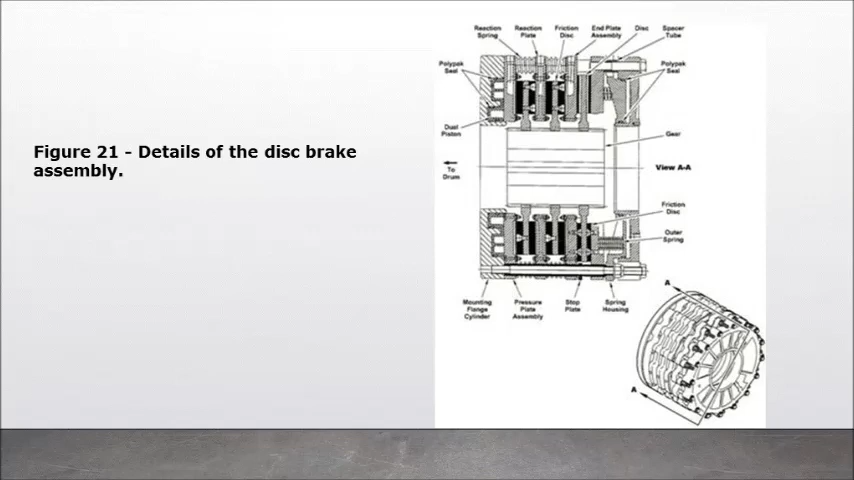 Figure 21 - Details of the disc brake
assembly.
Reaction
Spring
Reaction
Plate
Friction
Disc
End Plate
Assembly
Disc
Spacer
Tube
Polypak
Seal
Polypak
Seal
Dual
Piston
Gear
To
Drum
View A-A
Friction
Disc
Outer
Spring
Mounting
Flange
Cylinder
Pressure
Plate
Assembly
Stop
Plate
Spring
Housing
A
A